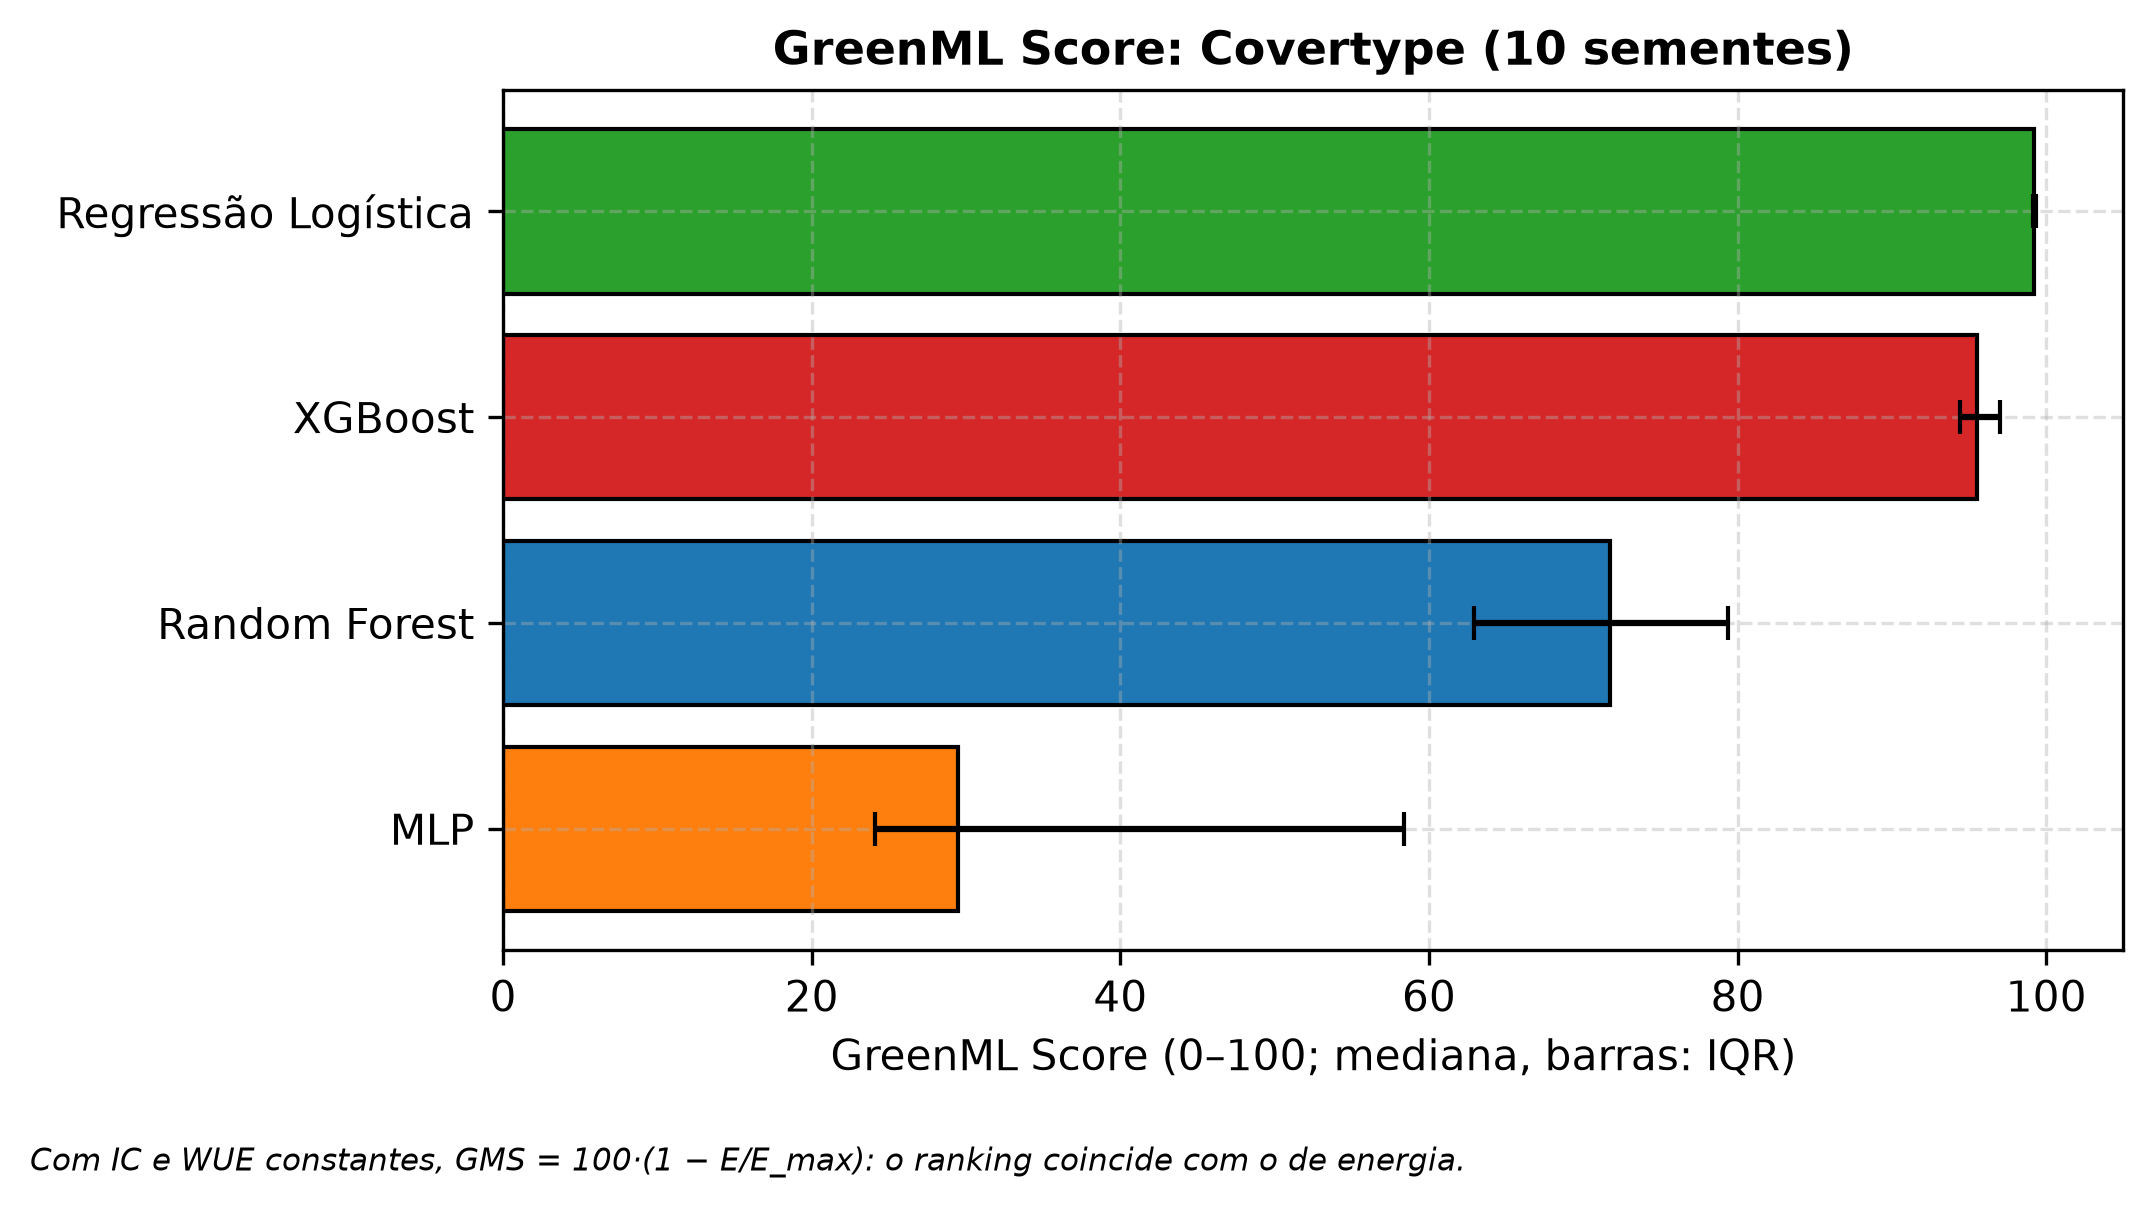 GreenML Score: Covertype (10 sementes)
Regressão Logística
XGBoost
Random Forest
MLP
0 20 40 60 80 100
GreenML Score (0–100; mediana, barras: IQR)
Com IC e WUE constantes, GMS = 100·(1 − E/E_max): o ranking coincide com o de energia.